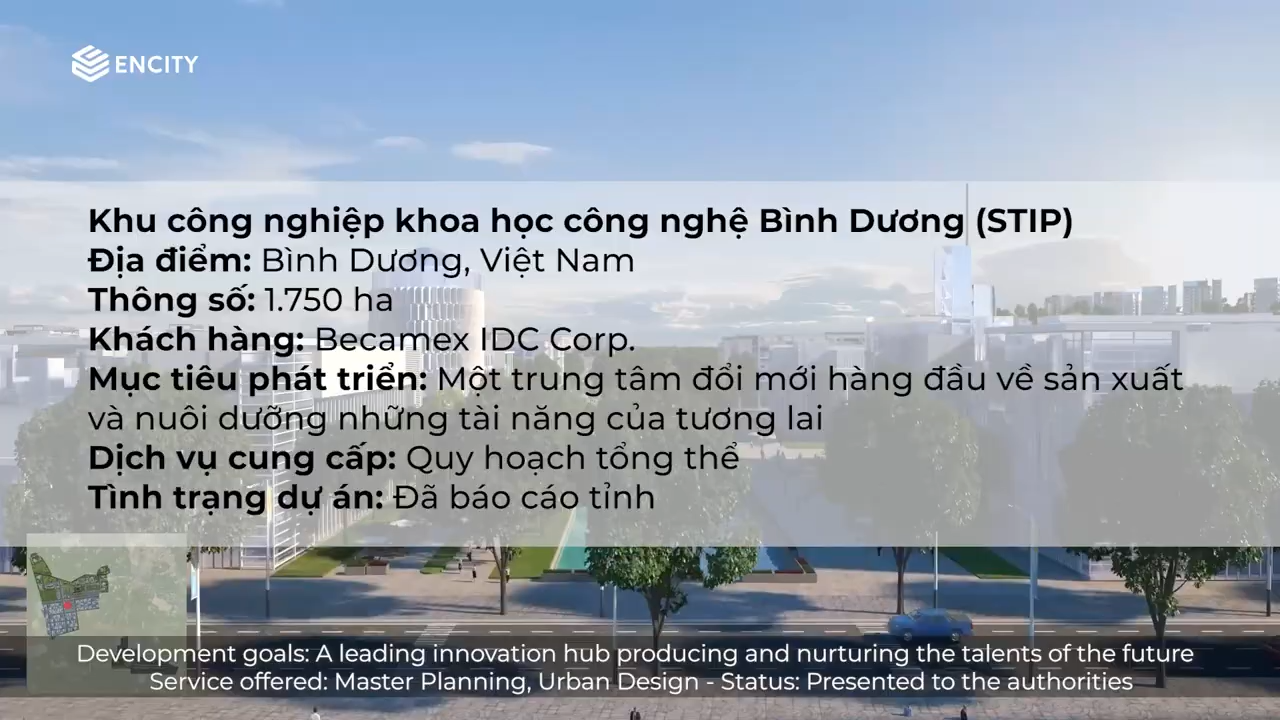 ENCITY
Khu công nghiệp khoa học công nghệ Bình Dương (STIP)
Địa điểm: Bình Dương, Việt Nam
Thông số: 1.750 ha
Khách hàng: Becamex IDC Corp.
Mục tiêu phát triển: Một trung tâm đổi mới hàng đầu về sản xuất
và nuôi dưỡng những tài năng của tương lai
Dịch vụ cung cấp: Quy hoạch tổng thể
Tình trạng dự án: Đã báo cáo tỉnh
Development goals: A leading innovation hub producing and nurturing the talents of the future
Service offered: Master Planning, Urban Design - Status: Presented to the authorities